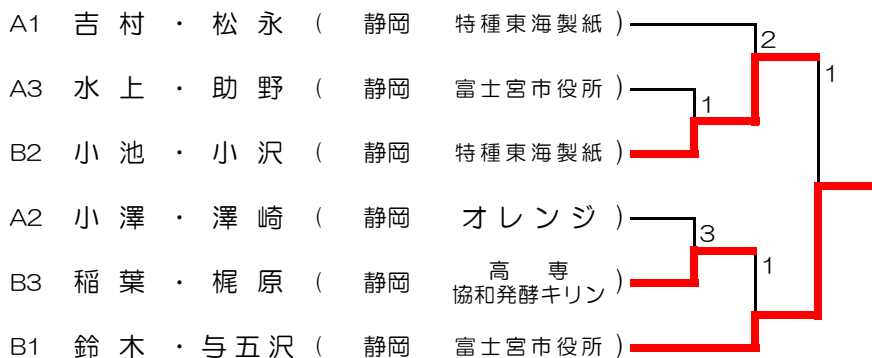 A1 吉村・松永 ( 静岡 特種東海製紙 )
2
A3 水上・助野 ( 静岡 富士宮市役所 )
1
1
B2 小池・小沢 ( 静岡 特種東海製紙 )
A2 小澤・澤崎 ( 静岡 オレンジ )
3
B3 稲葉・梶原 ( 静岡 高専
協和発酵キリン )
1
B1 鈴木・与五沢 ( 静岡 富士宮市役所 )